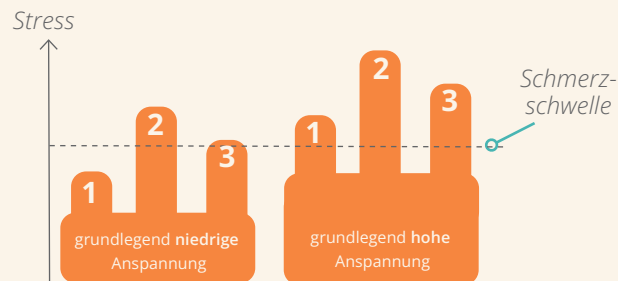 Stress
Schmerz-
schwelle
1
2
3
1
2
3
grundlegend niedrige
Anspannung
grundlegend hohe
Anspannung